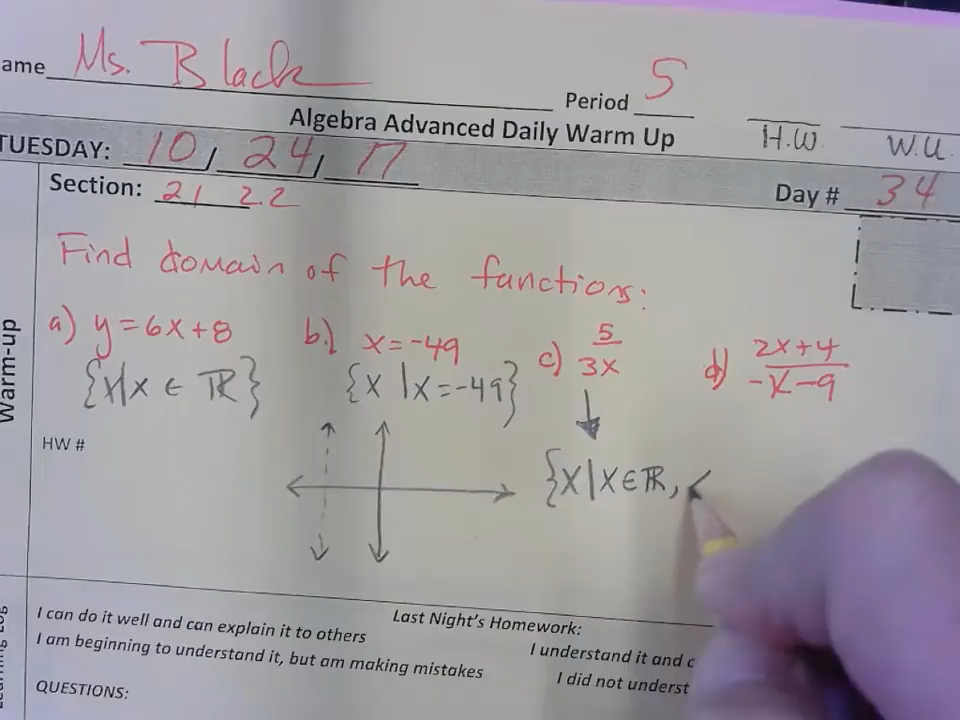 ame Ms. Black Period 5
Algebra Advanced Daily Warm Up H.W. W.U.
TUESDAY: 10, 24, 17
Section: 21 2.2 Day # 34
Find domain of the functions:
a) y=6x+8 b.) x=-49 c) 5/3x d) 2x+4/-x-9
{x|x ∈ ℝ} {x|x=-49}
Warm-up
HW #
{x|x∈ℝ,
Last Night's Homework:
I can do it well and can explain it to others
I understand it and c
I am beginning to understand it, but am making mistakes
I did not underst
QUESTIONS: